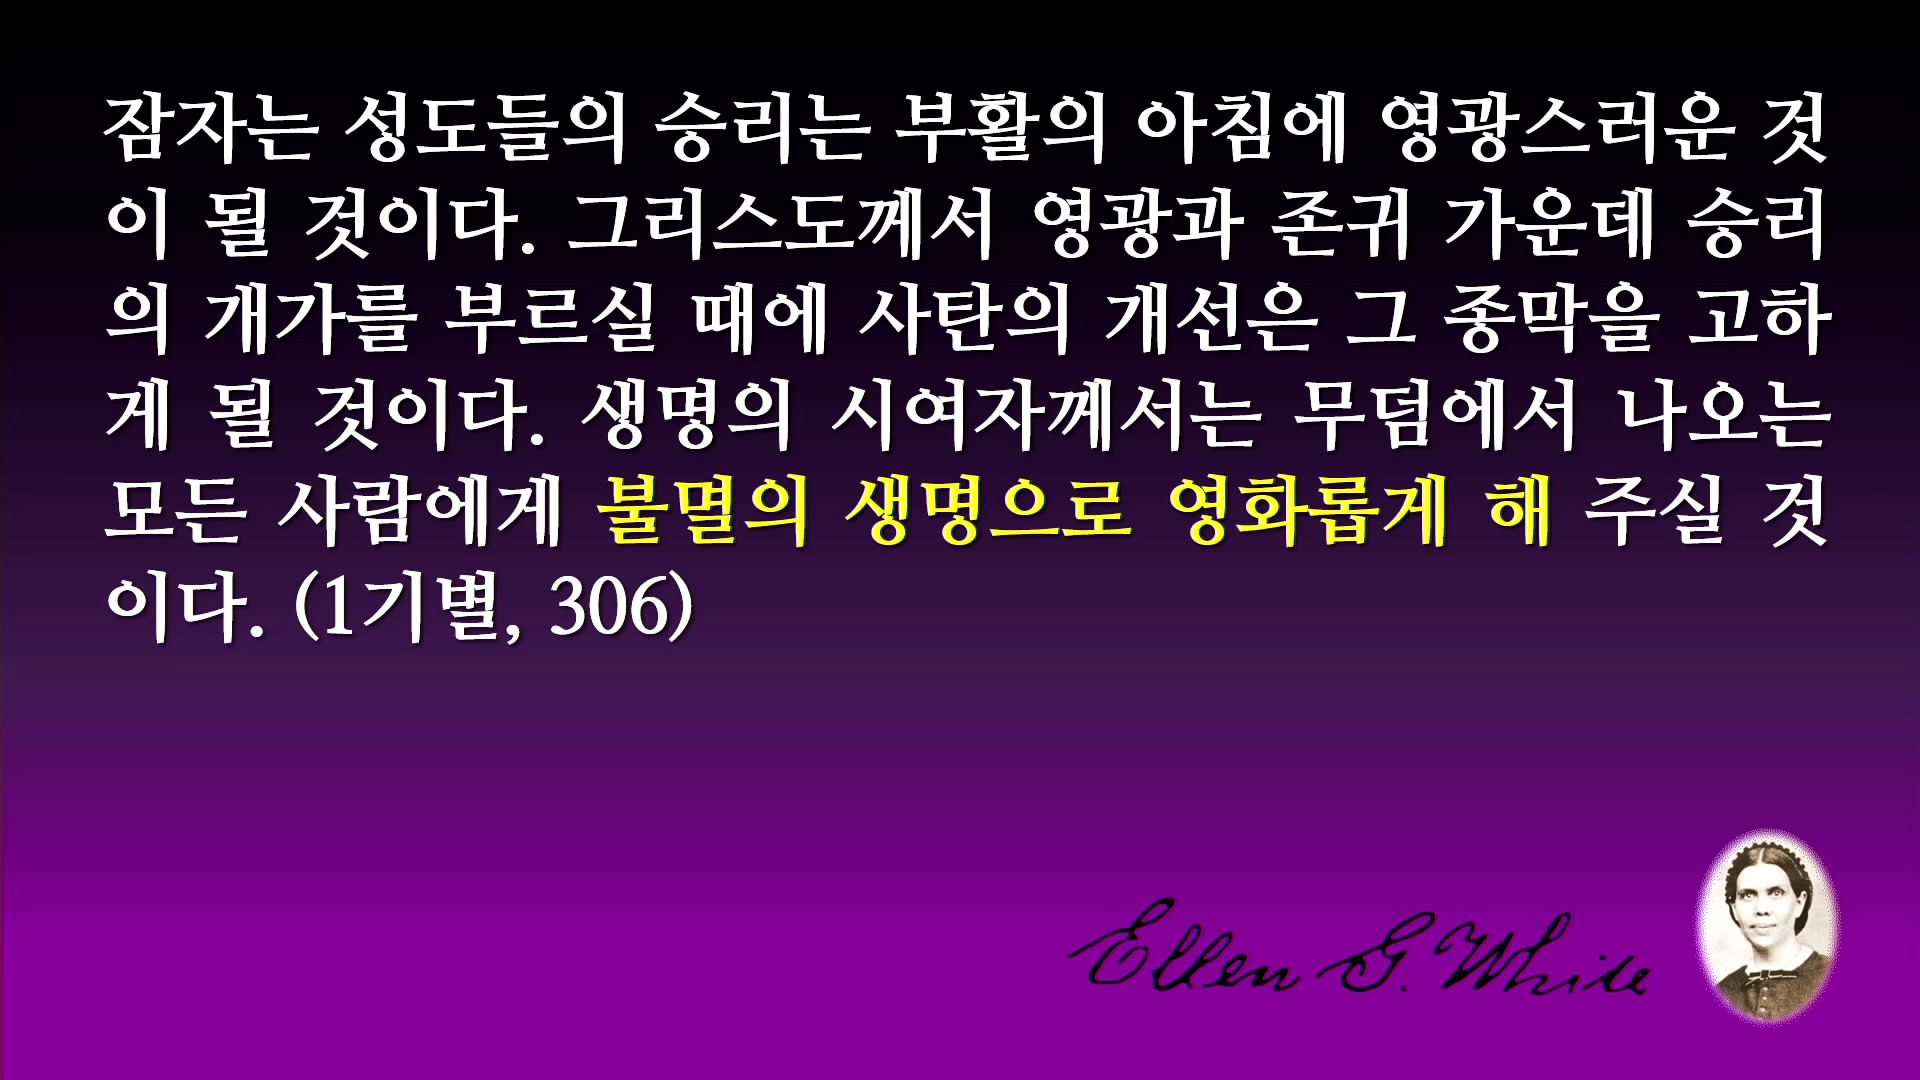 잠자는 성도들의 승리는 부활의 아침에 영광스러운 것
이 될 것이다. 그리스도께서 영광과 존귀 가운데 승리
의 개가를 부르실 때에 사탄의 개선은 그 종막을 고하
게 될 것이다. 생명의 시여자께서는 무덤에서 나오는
모든 사람에게 불멸의 생명으로 영화롭게 해 주실 것
이다. (1기별, 306)
Ellen G. White